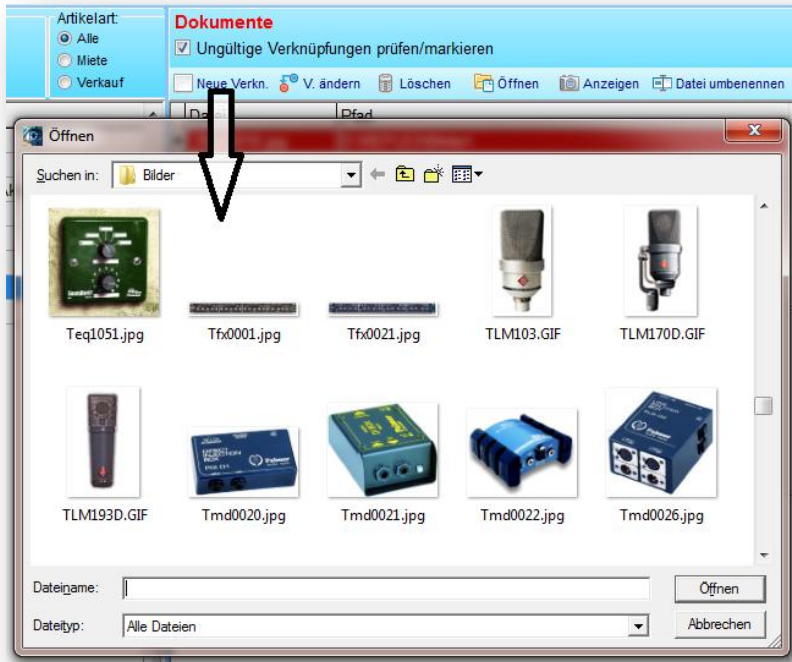 Artikelart:
Alle
Miete
Verkauf
Dokumente
Ungültige Verknüpfungen prüfen/markieren
Neue Verkn.
V. ändern
Löschen
Öffnen
Anzeigen
Datei umbenennen
Datei
Pfad
Öffnen
Suchen in:
Bilder
Teq1051.jpg
Tfx0001.jpg
Tfx0021.jpg
TLM103.GIF
TLM170D.GIF
TLM193D.GIF
Tmd0020.jpg
Tmd0021.jpg
Tmd0022.jpg
Tmd0026.jpg
Dateiname:
Öffnen
Dateityp:
Alle Dateien
Abbrechen